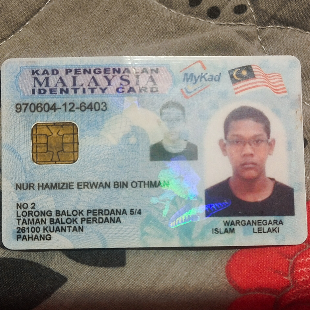 KAD PENGENALAN
MALAYSIA
IDENTITY CARD
MyKad
970604-12-6403
NUR HAMIZIE ERWAN BIN OTHMAN
NO 2
LORONG BALOK PERDANA 5/4
TAMAN BALOK PERDANA
26100 KUANTAN
PAHANG
WARGANEGARA
ISLAM LELAKI